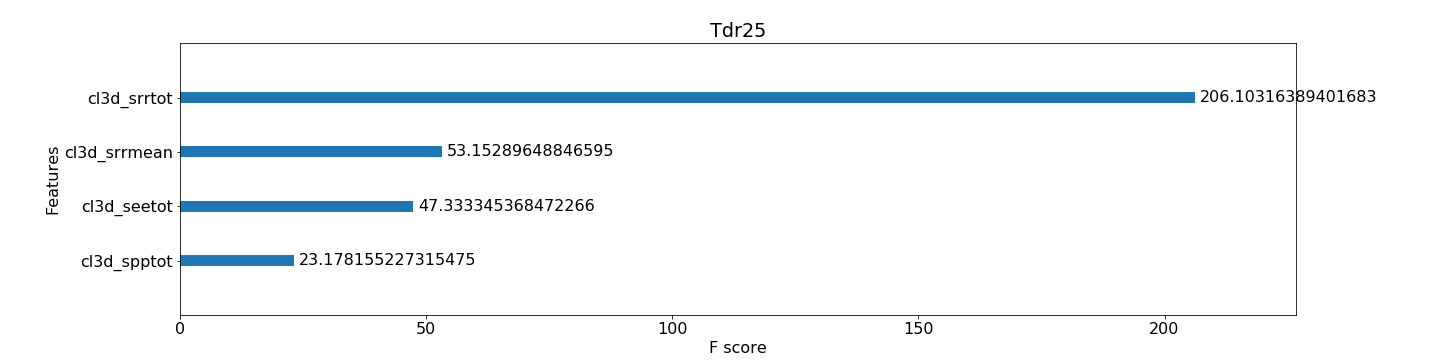 Tdr25
cl3d_srrtot 206.10316389401683
cl3d_srrmean 53.15289648846595
cl3d_seetot 47.333345368472266
cl3d_spptot 23.178155227315475
Features
0 50 100 150 200
F score